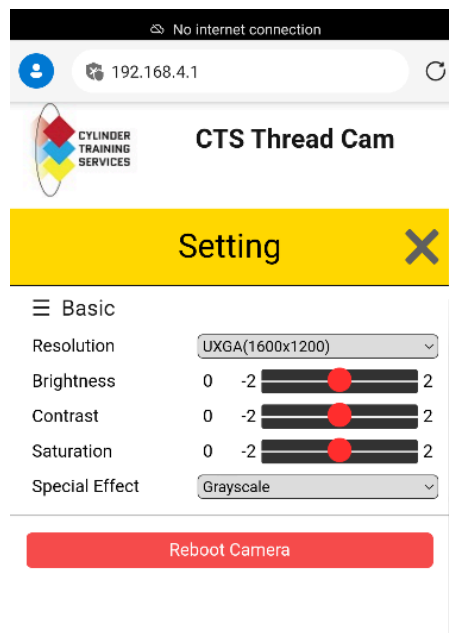 No internet connection
192.168.4.1
CYLINDER
TRAINING
SERVICES
CTS Thread Cam
Setting
☰ Basic
Resolution UXGA(1600x1200)
Brightness 0 -2 2
Contrast 0 -2 2
Saturation 0 -2 2
Special Effect Grayscale
Reboot Camera